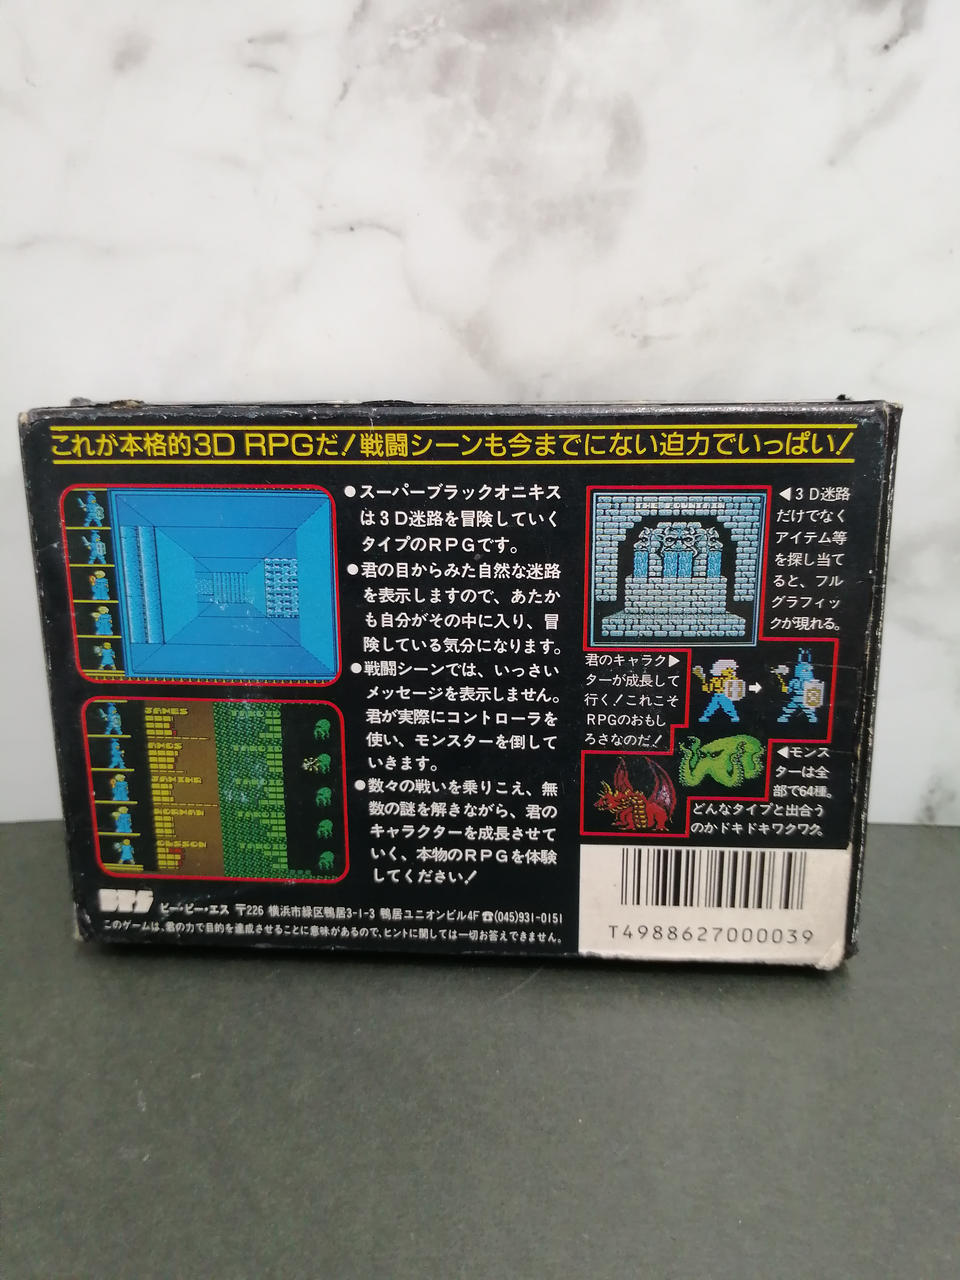 これが本格的3D RPGだ！戦闘シーンも今までにない迫力でいっぱい！
●スーパーブラックオニキス
は3D迷路を冒険していく
タイプのRPGです。
●君の目からみた自然な迷路
を表示しますので、あたか
も自分がその中に入り、冒
険している気分になります。
●戦闘シーンでは、いっさい
メッセージを表示しません。
君が実際にコントローラを
使い、モンスターを倒して
いきます。
●数々の戦いを乗りこえ、無
数の謎を解きながら、君の
キャラクターを成長させて
いく、本物のRPGを体験
してください！
THE FOUNTAIN
◀3D迷路
だけでなく
アイテム等
を探し当て
ると、フル
グラフィッ
クが現れる。
君のキャラク▶
ターが成長して
行く！これこそ
RPGのおもし
ろさなのだ！
◀モンス
ターは全
部で64種。
どんなタイプと出合う
のかドキドキワクワク。
BPS ビー・ピー・エス 〒226 横浜市緑区鴨居3-1-3 鴨居ユニオンビル4F ☎(045)931-0151
このゲームは、君の力で目的を達成させることに意味があるので、ヒントに関しては一切お答えできません。
T4988627000039